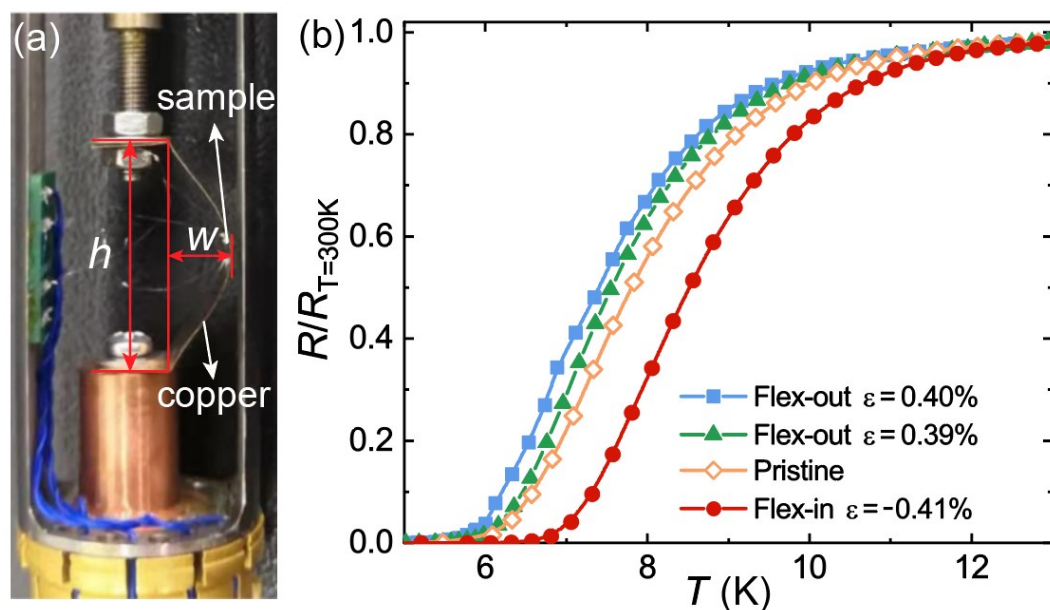 (a)
sample
h
w
copper
(b)
R/R_{T=300K}
1.0
0.8
0.6
0.4
0.2
0.0
Flex-out ε = 0.40%
Flex-out ε = 0.39%
Pristine
Flex-in ε = -0.41%
6 8 10 12
T (K)